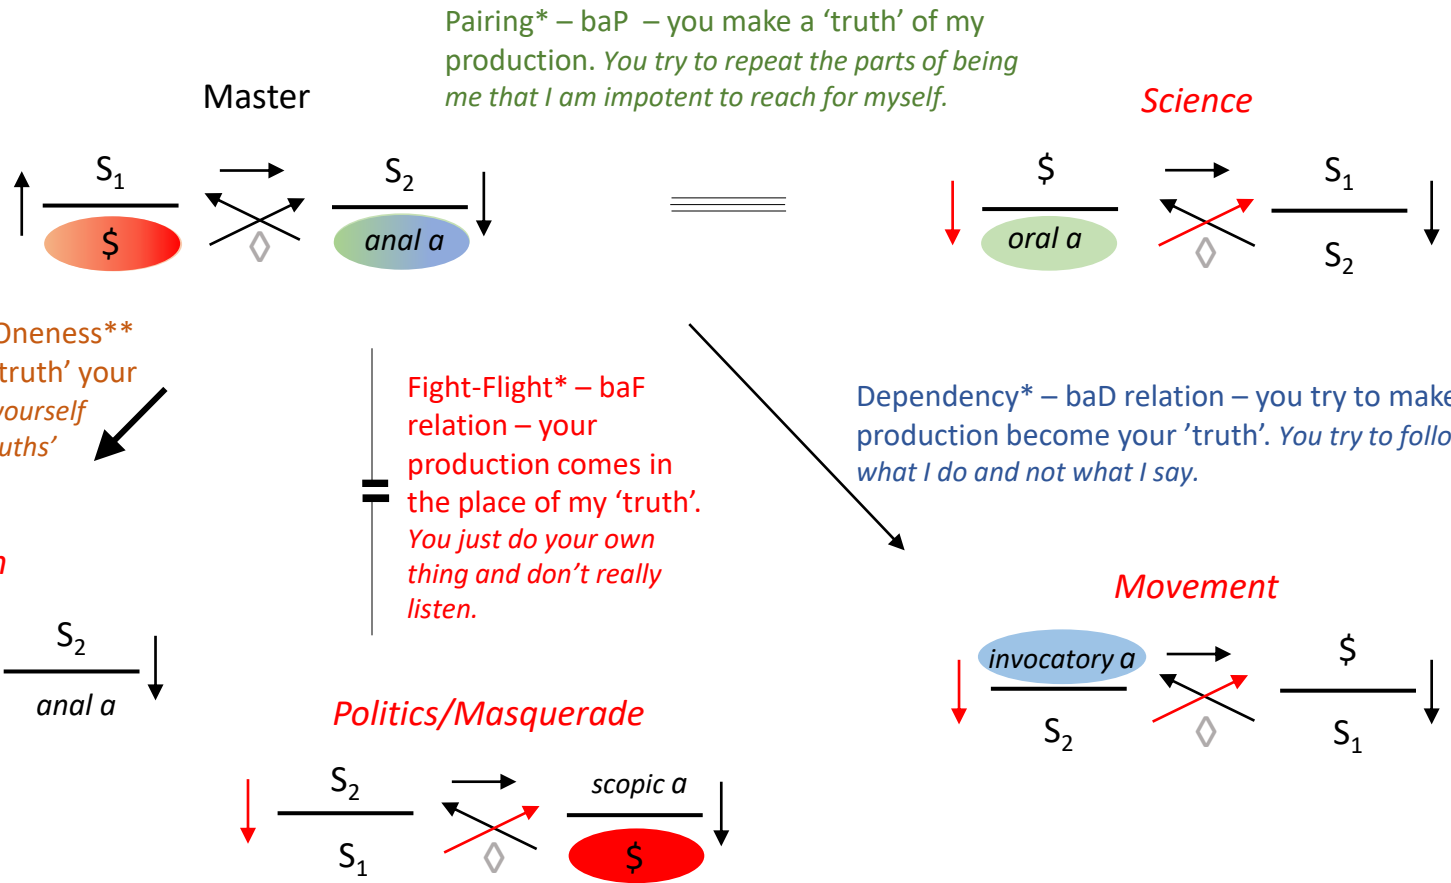 Pairing* – baP – you make a ‘truth’ of my
production. You try to repeat the parts of being
me that I am impotent to reach for myself.
Master
Science
S1
S2
$
anal a
◊
$
S1
oral a
S2
◊
Oneness**
‘truth’ your
yourself
Fight-Flight* – baF
relation – your
production comes in
the place of my ‘truth’.
You just do your own
thing and don’t really
listen.
Dependency* – baD relation – you try to make
production become your ’truth’. You try to follo
what I do and not what I say.
S2
anal a
Politics/Masquerade
S2
scopic a
S1
$
◊
Movement
invocatory a
$
S2
S1
◊